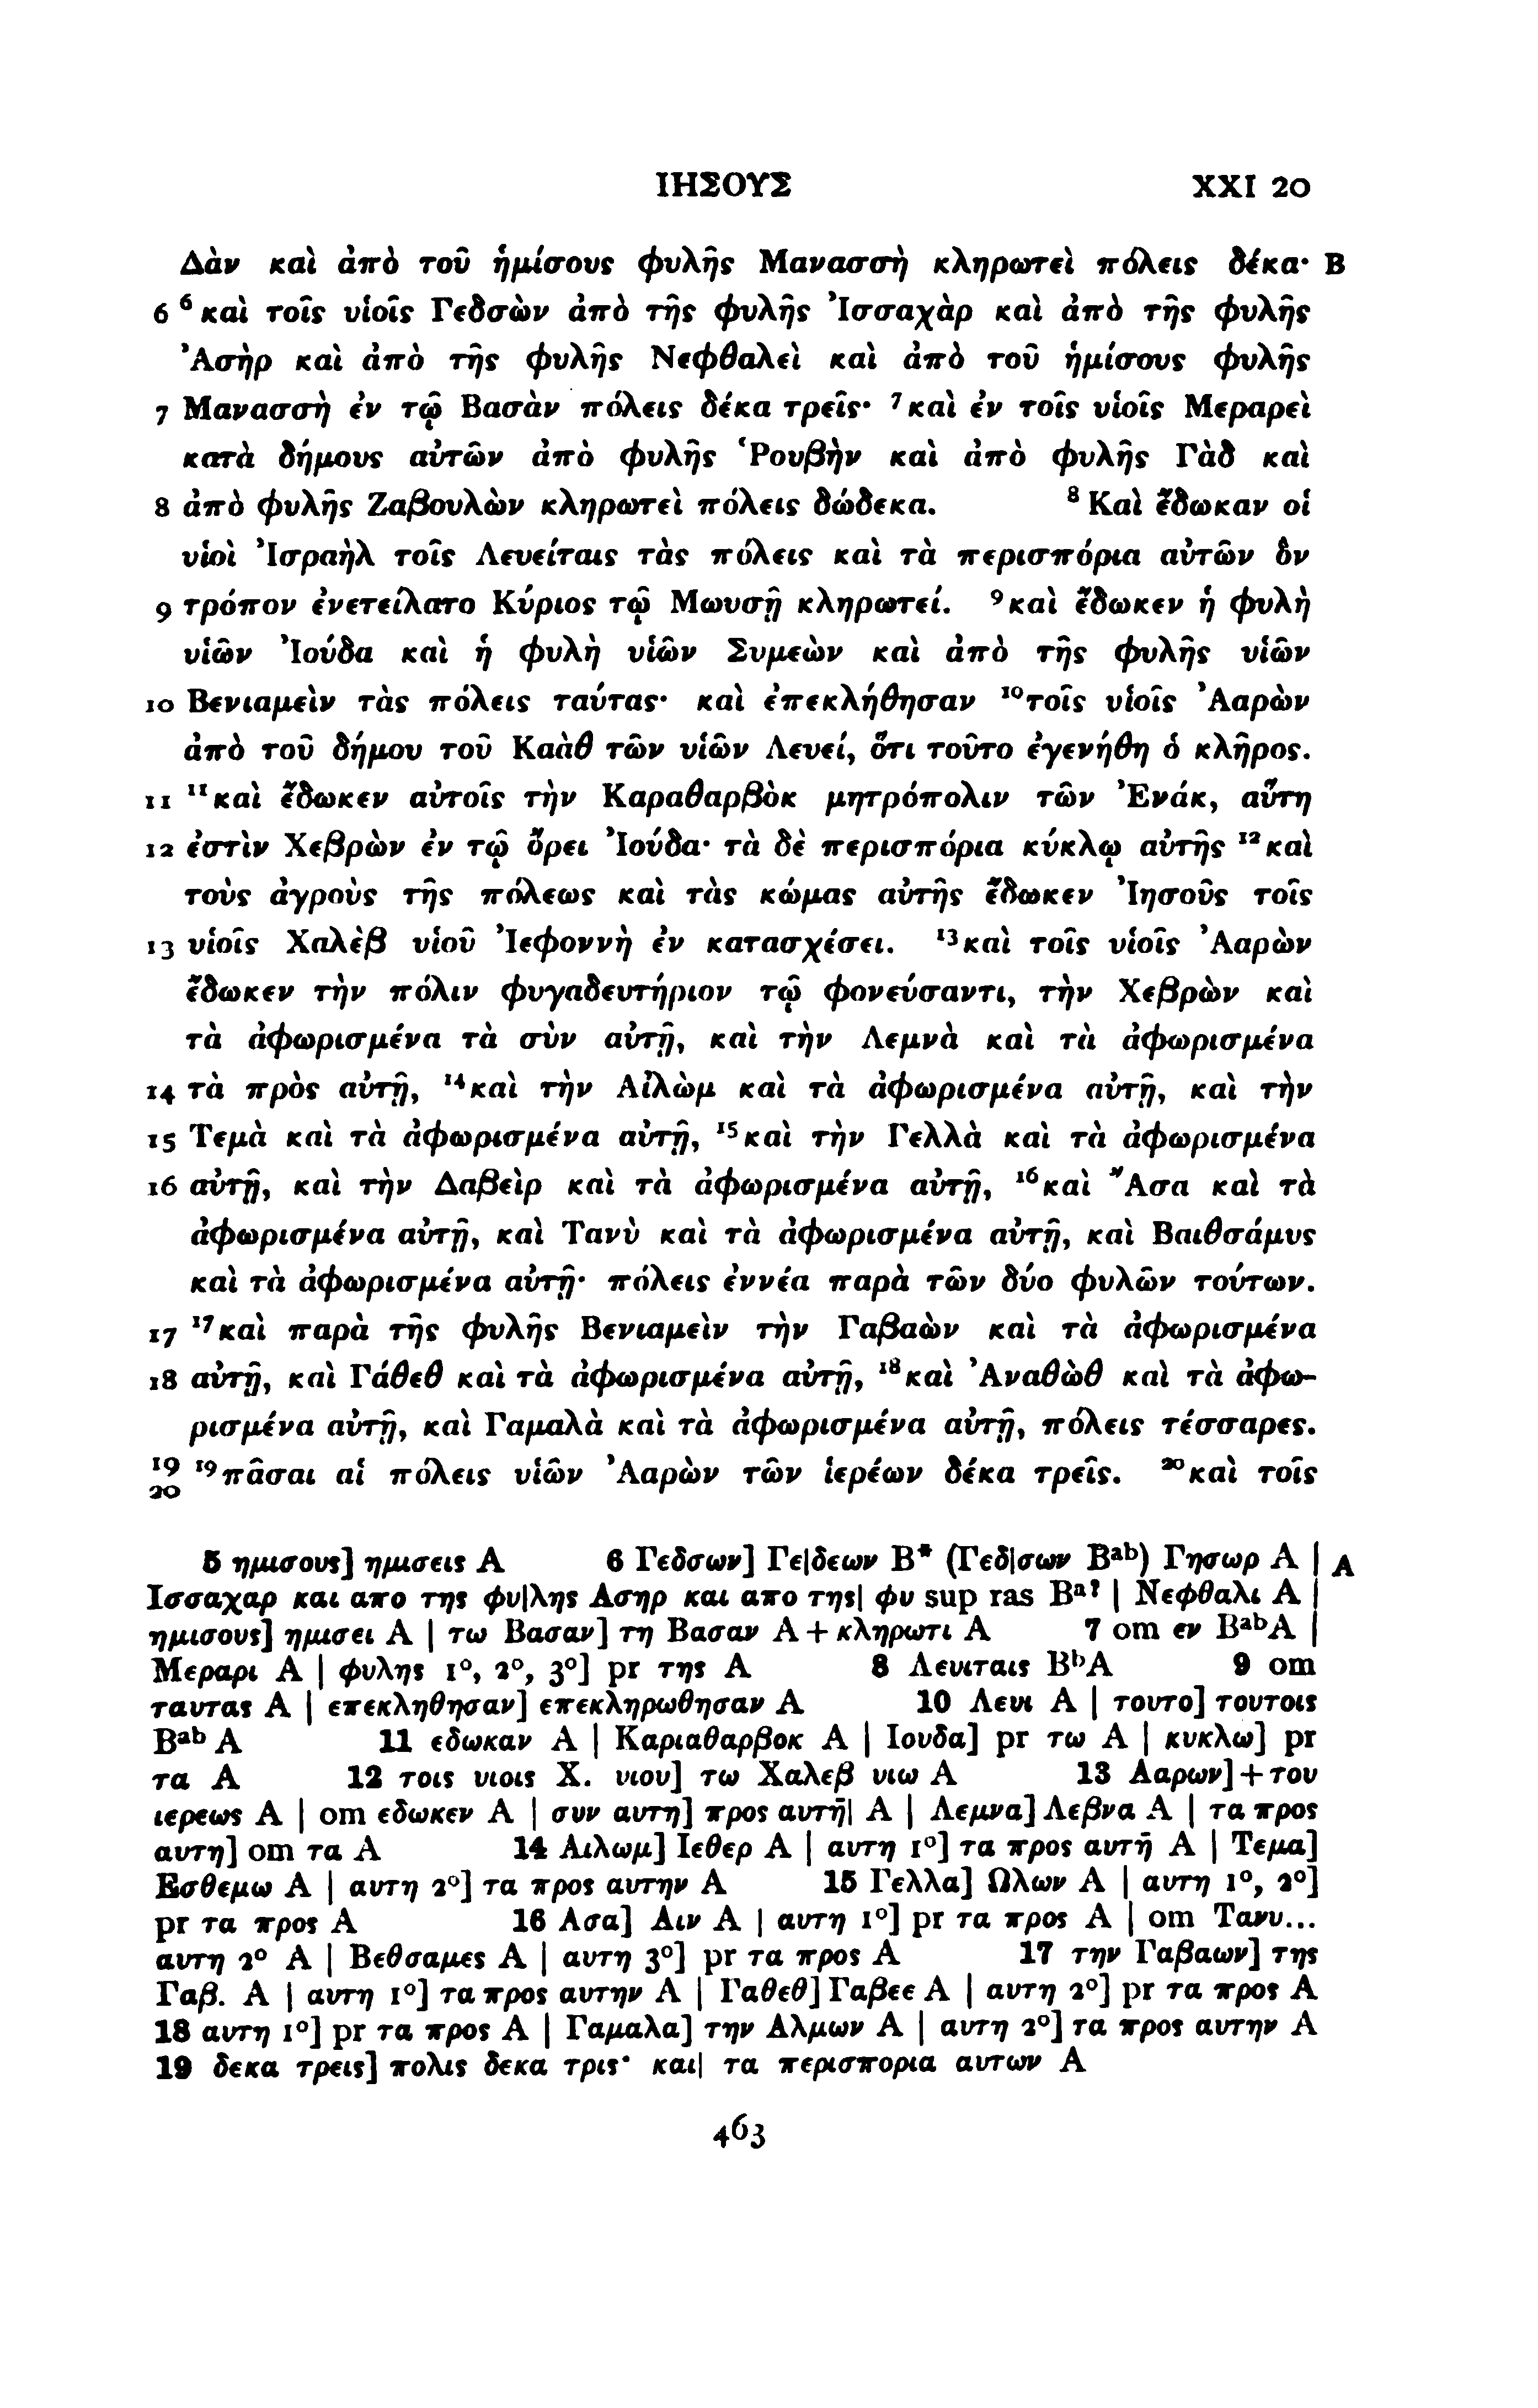 ΙΗΣΟΥΣ XXI 20
Δὰν καὶ ἀπὸ τοῦ ἡμίσους φυλῆς Μανασσὴ κληρωτεὶ πόλεις δέκα· B
6 ⁶καὶ τοῖς υἱοῖς Γεδσὼν ἀπὸ τῆς φυλῆς Ἰσσαχὰρ καὶ ἀπὸ τῆς φυλῆς
Ἀσὴρ καὶ ἀπὸ τῆς φυλῆς Νεφθαλεὶ καὶ ἀπὸ τοῦ ἡμίσους φυλῆς
7 Μανασσὴ ἐν τῷ Βασὰν πόλεις δέκα τρεῖς· ⁷καὶ ἐν τοῖς υἱοῖς Μεραρεὶ
κατὰ δήμους αὐτῶν ἀπὸ φυλῆς Ῥουβὴν καὶ ἀπὸ φυλῆς Γὰδ καὶ
8 ἀπὸ φυλῆς Ζαβουλὼν κληρωτεὶ πόλεις δώδεκα. ⁸Καὶ ἔδωκαν οἱ
υἱοὶ Ἰσραὴλ τοῖς Λευείταις τὰς πόλεις καὶ τὰ περισπόρια αὐτῶν ὃν
9 τρόπον ἐνετείλατο Κύριος τῷ Μωυσῇ κληρωτεί. ⁹καὶ ἔδωκεν ἡ φυλὴ
υἱῶν Ἰούδα καὶ ἡ φυλὴ υἱῶν Συμεὼν καὶ ἀπὸ τῆς φυλῆς υἱῶν
10 Βενιαμεὶν τὰς πόλεις ταύτας· καὶ ἐπεκλήθησαν ¹⁰τοῖς υἱοῖς Ἀαρὼν
ἀπὸ τοῦ δήμου τοῦ Καὰθ τῶν υἱῶν Λευεί, ὅτι τοῦτο ἐγενήθη ὁ κλῆρος.
11 ¹¹καὶ ἔδωκεν αὐτοῖς τὴν Καραθαρβὸκ μητρόπολιν τῶν Ἐνάκ, αὕτη
12 ἐστὶν Χεβρὼν ἐν τῷ ὄρει Ἰούδα· τὰ δὲ περισπόρια κύκλῳ αὐτῆς ¹²καὶ
τοὺς ἀγροὺς τῆς πόλεως καὶ τὰς κώμας αὐτῆς ἔδωκεν Ἰησοῦς τοῖς
13 υἱοῖς Χαλὲβ υἱοῦ Ἰεφοννὴ ἐν κατασχέσει. ¹³καὶ τοῖς υἱοῖς Ἀαρὼν
ἔδωκεν τὴν πόλιν φυγαδευτήριον τῷ φονεύσαντι, τὴν Χεβρὼν καὶ
τὰ ἀφωρισμένα τὰ σὺν αὐτῇ, καὶ τὴν Λεμνὰ καὶ τὰ ἀφωρισμένα
14 τὰ πρὸς αὐτῇ, ¹⁴καὶ τὴν Αἰλὼμ καὶ τὰ ἀφωρισμένα αὐτῇ, καὶ τὴν
15 Τεμὰ καὶ τὰ ἀφωρισμένα αὐτῇ, ¹⁵καὶ τὴν Γελλὰ καὶ τὰ ἀφωρισμένα
16 αὐτῇ, καὶ τὴν Δαβεὶρ καὶ τὰ ἀφωρισμένα αὐτῇ, ¹⁶καὶ Ἄσα καὶ τὰ
ἀφωρισμένα αὐτῇ, καὶ Τανὺ καὶ τὰ ἀφωρισμένα αὐτῇ, καὶ Βαιθσάμυς
καὶ τὰ ἀφωρισμένα αὐτῇ· πόλεις ἐννέα παρὰ τῶν δύο φυλῶν τούτων.
17 ¹⁷καὶ παρὰ τῆς φυλῆς Βενιαμεὶν τὴν Γαβαὼν καὶ τὰ ἀφωρισμένα
18 αὐτῇ, καὶ Γάθεθ καὶ τὰ ἀφωρισμένα αὐτῇ, ¹⁸καὶ Ἀναθὼθ καὶ τὰ ἀφω-
ρισμένα αὐτῇ, καὶ Γαμαλὰ καὶ τὰ ἀφωρισμένα αὐτῇ, πόλεις τέσσαρες.
19 ¹⁹πᾶσαι αἱ πόλεις υἱῶν Ἀαρὼν τῶν ἱερέων δέκα τρεῖς. ²⁰καὶ τοῖς
20
5 ημισους] ημισεις A 6 Γεδσων] Γε|δεων B* (Γεδ|σων Bᵃᵇ) Γησωρ A | A
Ισσαχαρ και απο της φυ|λης Ασηρ και απο της| φυ sup ras Bᵃ? | Νεφθαλι A |
ημισους] ημισει A | τω Βασαν] τη Βασαν A + κληρωτι A 7 om εν BᵃᵇA |
Μεραρι A | φυλης 1°, 2°, 3°] pr της A 8 Λευιταις BᵇA 9 om
ταυτας A | επεκληθησαν] επεκληρωθησαν A 10 Λευι A | τουτο] τουτοις
Bᵃᵇ A 11 εδωκαν A | Καριαθαρβοκ A | Ιουδα] pr τω A | κυκλω] pr
τα A 12 τοις υιοις Χ. υιου] τω Χαλεβ υιω A 13 Ααρων] + του
ιερεως A | om εδωκεν A | συν αυτη] προς αυτη̄| A | Λεμνα] Λεβνα A | τα προς
αυτη] om τα A 14 Αιλωμ] Ιεθερ A | αυτη 1°] τα προς αυτη̄ A | Τεμα]
Εσθεμω A | αυτη 2°] τα προς αυτην A 15 Γελλα] Ωλων A | αυτη 1°, 2°]
pr τα προς A 16 Ασα] Αιν A | αυτη 1°] pr τα προς A | om Τανυ...
αυτη 2° A | Βεθσαμες A | αυτη 3°] pr τα προς A 17 την Γαβαων] της
Γαβ. A | αυτη 1°] τα προς αυτην A | Γαθεθ] Γαβεε A | αυτη 2°] pr τα προς A
18 αυτη 1°] pr τα προς A | Γαμαλα] την Αλμων A | αυτη 2°] τα προς αυτην A
19 δεκα τρεις] πολις δεκα τρις· και| τα περισπορια αυτων A
463